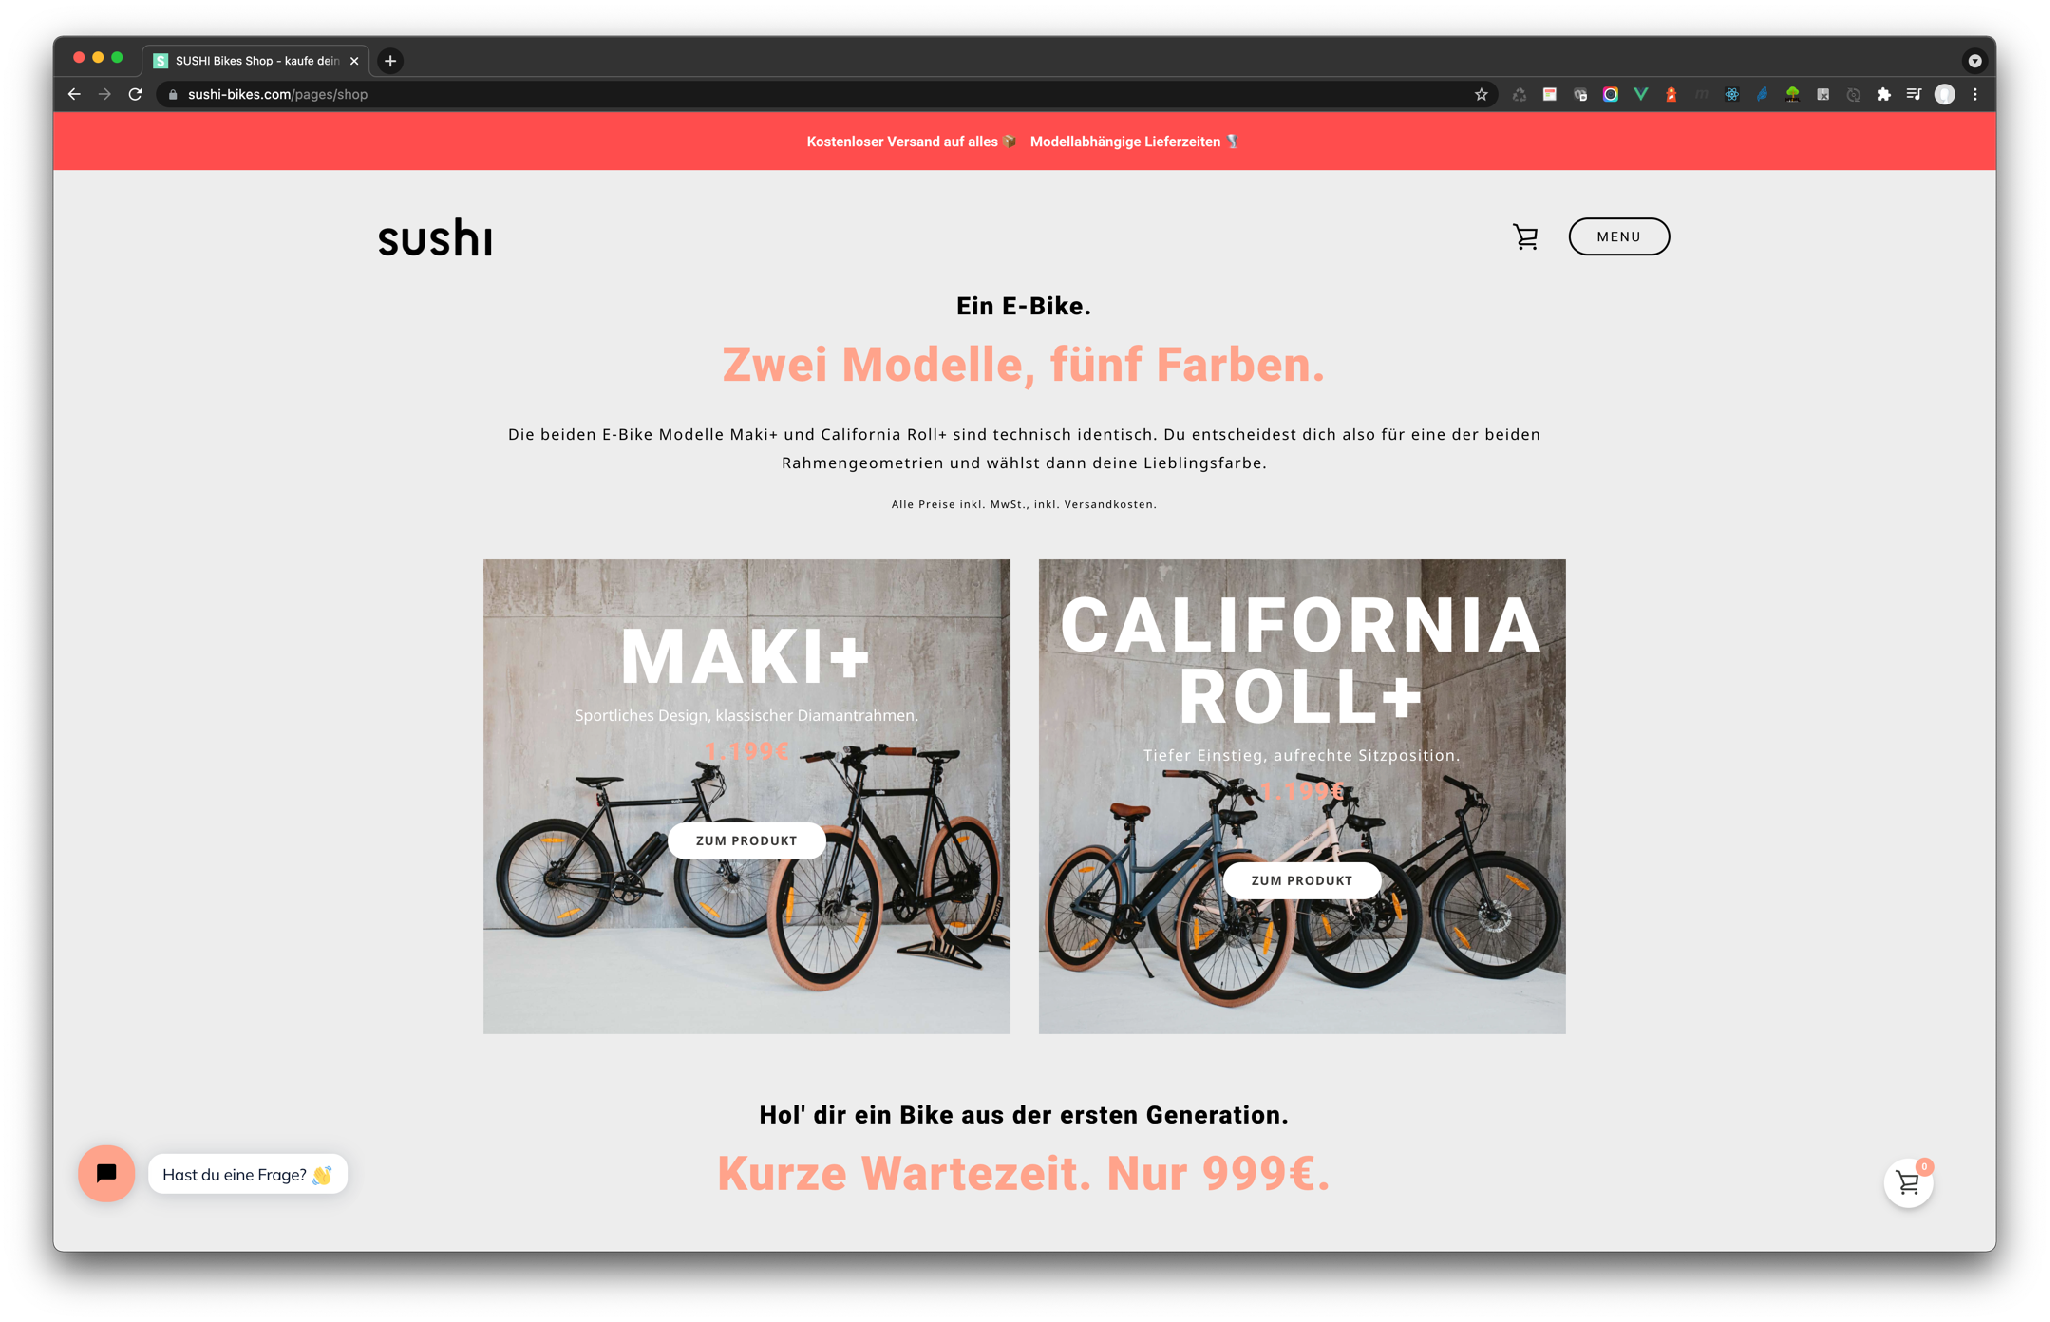 SUSHI Bikes Shop - kaufe dein
sushi-bikes.com/pages/shop
Kostenloser Versand auf alles 📦 Modellabhängige Lieferzeiten
sushi
MENU
Ein E-Bike.
Zwei Modelle, fünf Farben.
Die beiden E-Bike Modelle Maki+ und California Roll+ sind technisch identisch. Du entscheidest dich also für eine der beiden
Rahmengeometrien und wählst dann deine Lieblingsfarbe.
Alle Preise inkl. MwSt., inkl. Versandkosten.
MAKI+
Sportliches Design, klassischer Diamantrahmen.
1.199€
ZUM PRODUKT
CALIFORNIA
ROLL+
Tiefer Einstieg, aufrechte Sitzposition.
1.199€
ZUM PRODUKT
Hol' dir ein Bike aus der ersten Generation.
Kurze Wartezeit. Nur 999€.
Hast du eine Frage? 👋
0